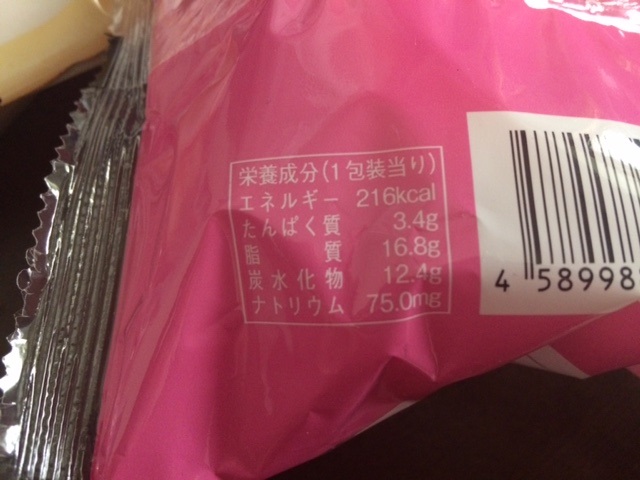 栄養成分(1包装当り)
エネルギー 216kcal
たんぱく質 3.4g
脂質 16.8g
炭水化物 12.4g
ナトリウム 75.0mg
4 58998